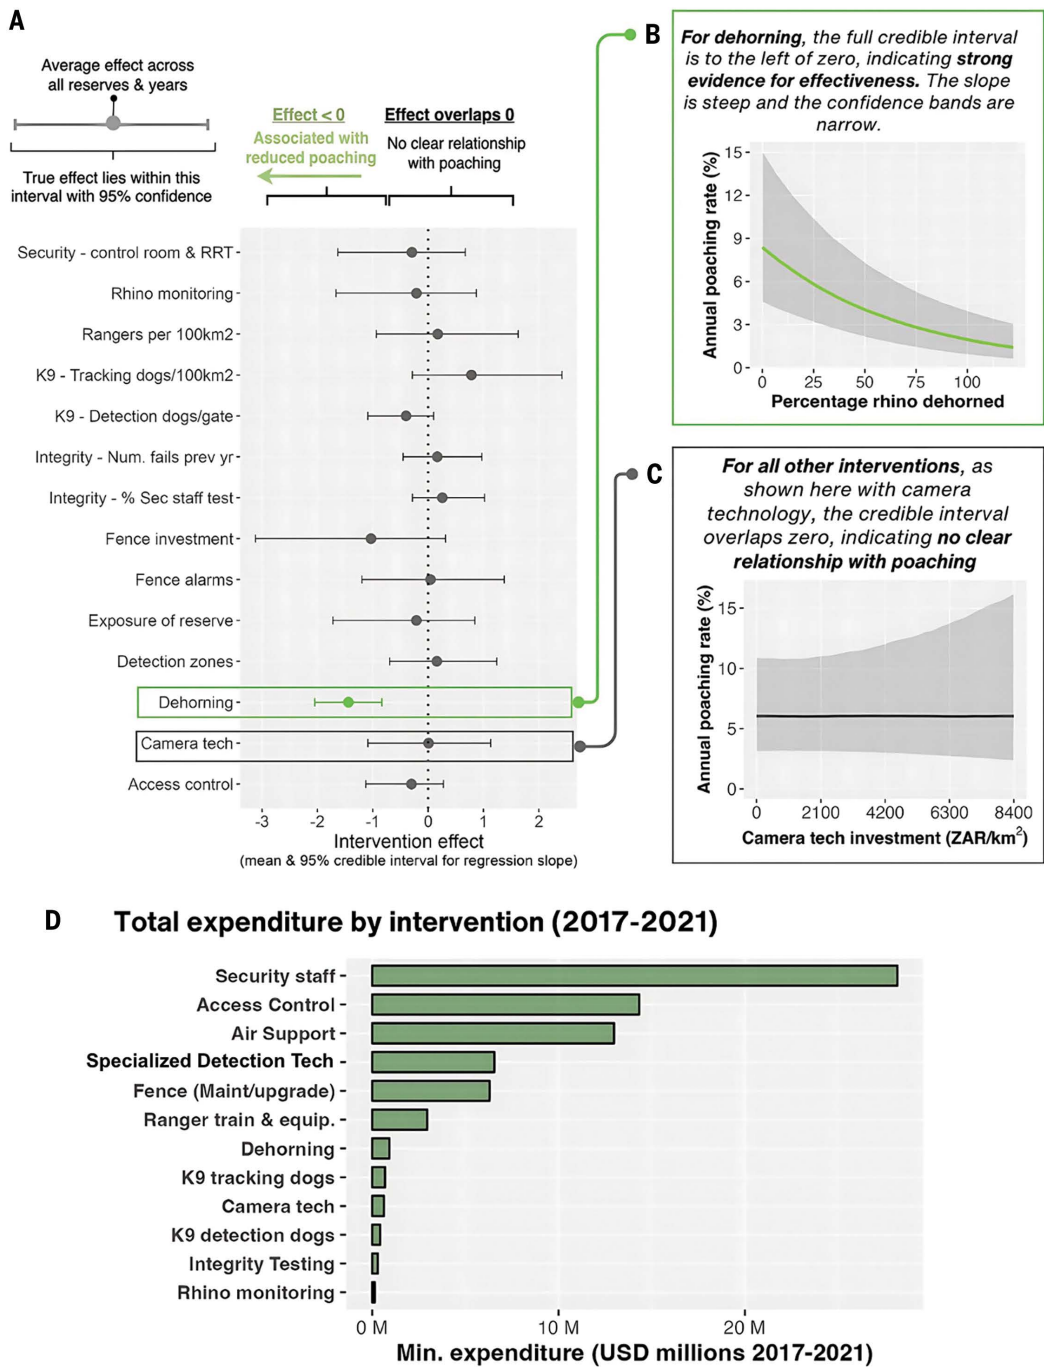 A
Average effect across
all reserves & years
True effect lies within this
interval with 95% confidence
Effect < 0
Associated with
reduced poaching
Effect overlaps 0
No clear relationship
with poaching
Security - control room & RRT
Rhino monitoring
Rangers per 100km2
K9 - Tracking dogs/100km2
K9 - Detection dogs/gate
Integrity - Num. fails prev yr
Integrity - % Sec staff test
Fence investment
Fence alarms
Exposure of reserve
Detection zones
Dehorning
Camera tech
Access control
-3 -2 -1 0 1 2
Intervention effect
(mean & 95% credible interval for regression slope)
B
For dehorning, the full credible interval
is to the left of zero, indicating strong
evidence for effectiveness. The slope
is steep and the confidence bands are
narrow.
Annual poaching rate (%)
15
12
9
6
3
0
0 25 50 75 100
Percentage rhino dehorned
C
For all other interventions, as
shown here with camera
technology, the credible interval
overlaps zero, indicating no clear
relationship with poaching
Annual poaching rate (%)
15
10
5
0
0 2100 4200 6300 8400
Camera tech investment (ZAR/km²)
D
Total expenditure by intervention (2017-2021)
Security staff
Access Control
Air Support
Specialized Detection Tech
Fence (Maint/upgrade)
Ranger train & equip.
Dehorning
K9 tracking dogs
Camera tech
K9 detection dogs
Integrity Testing
Rhino monitoring
0 M 10 M 20 M
Min. expenditure (USD millions 2017-2021)